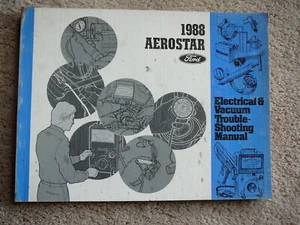 1988
AEROSTAR
Ford
Electrical &
Vacuum
Trouble-
Shooting
Manual